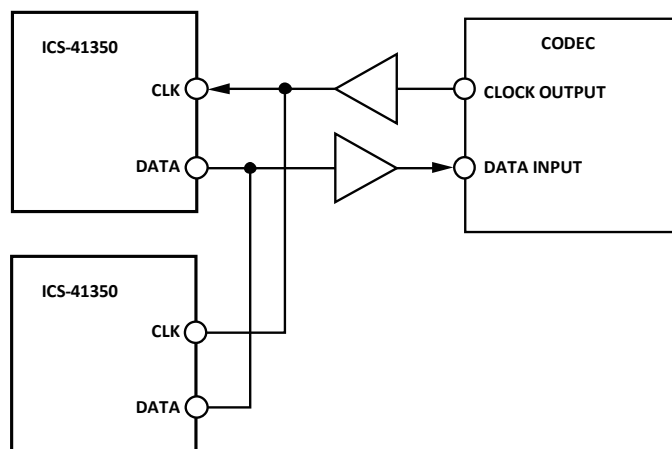 ICS-41350
CODEC
CLK
CLOCK OUTPUT
DATA
DATA INPUT
ICS-41350
CLK
DATA